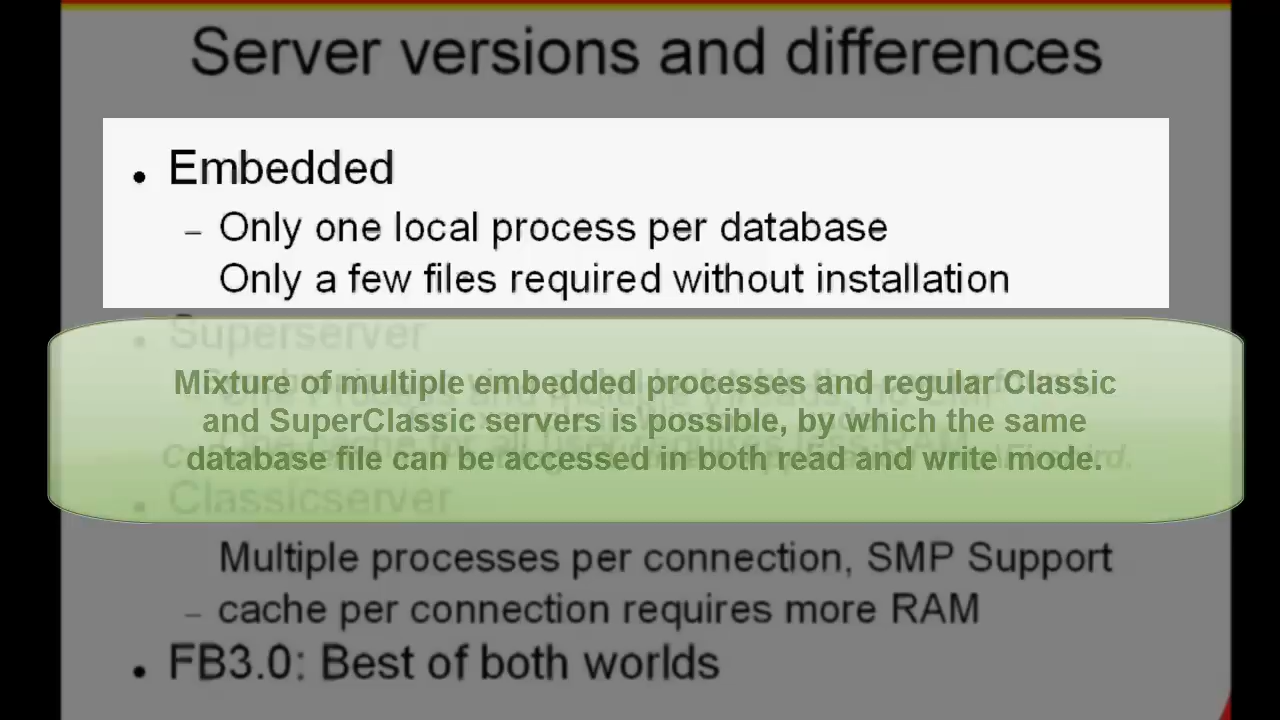 Server versions and differences
• Embedded
– Only one local process per database
Only a few files required without installation
• Superserver
Mixture of multiple embedded processes and regular Classic
and SuperClassic servers is possible, by which the same
database file can be accessed in both read and write mode.
• Classicserver
Multiple processes per connection, SMP Support
– cache per connection requires more RAM
• FB3.0: Best of both worlds